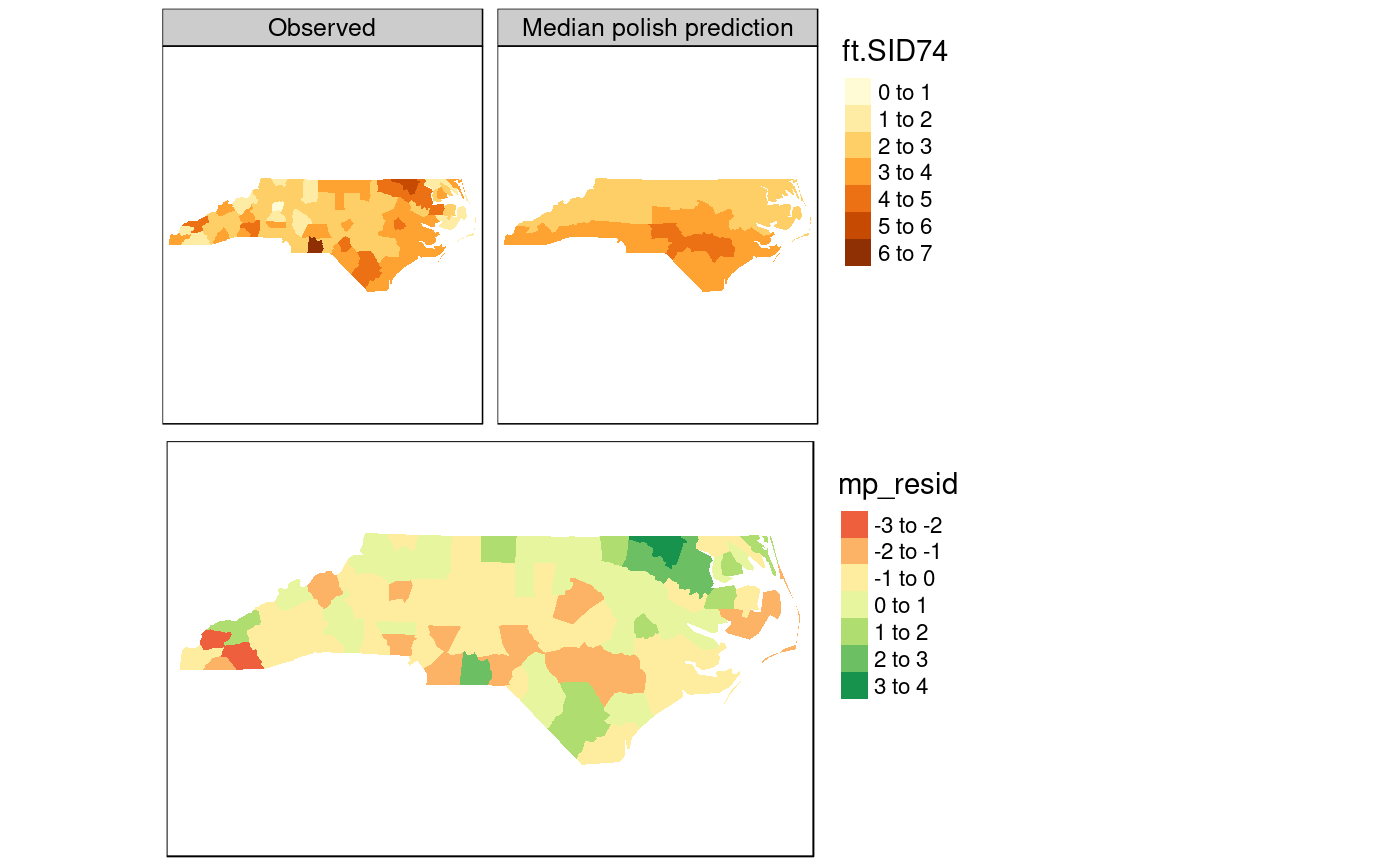 Observed
Median polish prediction
ft.SID74
0 to 1
1 to 2
2 to 3
3 to 4
4 to 5
5 to 6
6 to 7
mp_resid
-3 to -2
-2 to -1
-1 to 0
0 to 1
1 to 2
2 to 3
3 to 4